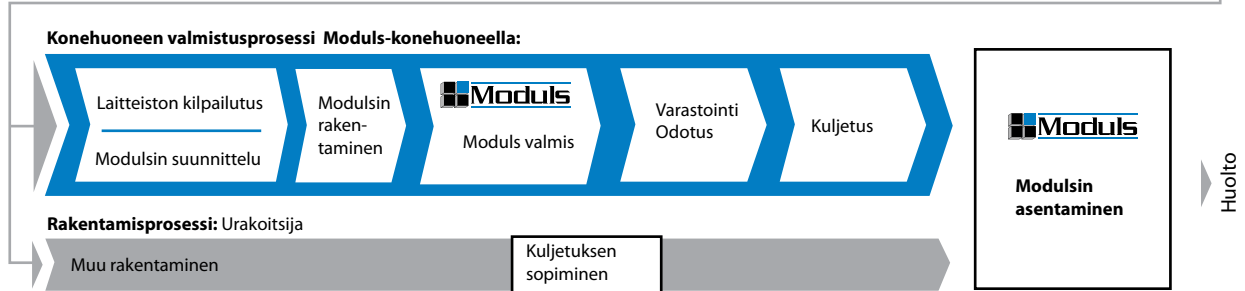 Konehuoneen valmistusprosessi Moduls-konehuoneella:
Laitteiston kilpailutus
Modulsin suunnittelu
Modulsin
raken-
taminen
Moduls
Moduls valmis
Varastointi
Odotus
Kuljetus
Moduls
Modulsin
asentaminen
Huolto
Rakentamisprosessi: Urakoitsija
Muu rakentaminen
Kuljetuksen
sopiminen